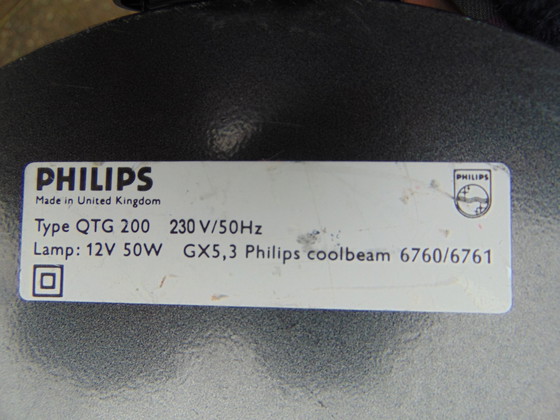 PHILIPS
Made in United Kingdom
PHILIPS
Type QTG 200 230 V/50Hz
Lamp: 12V 50W GX5,3 Philips coolbeam 6760/6761